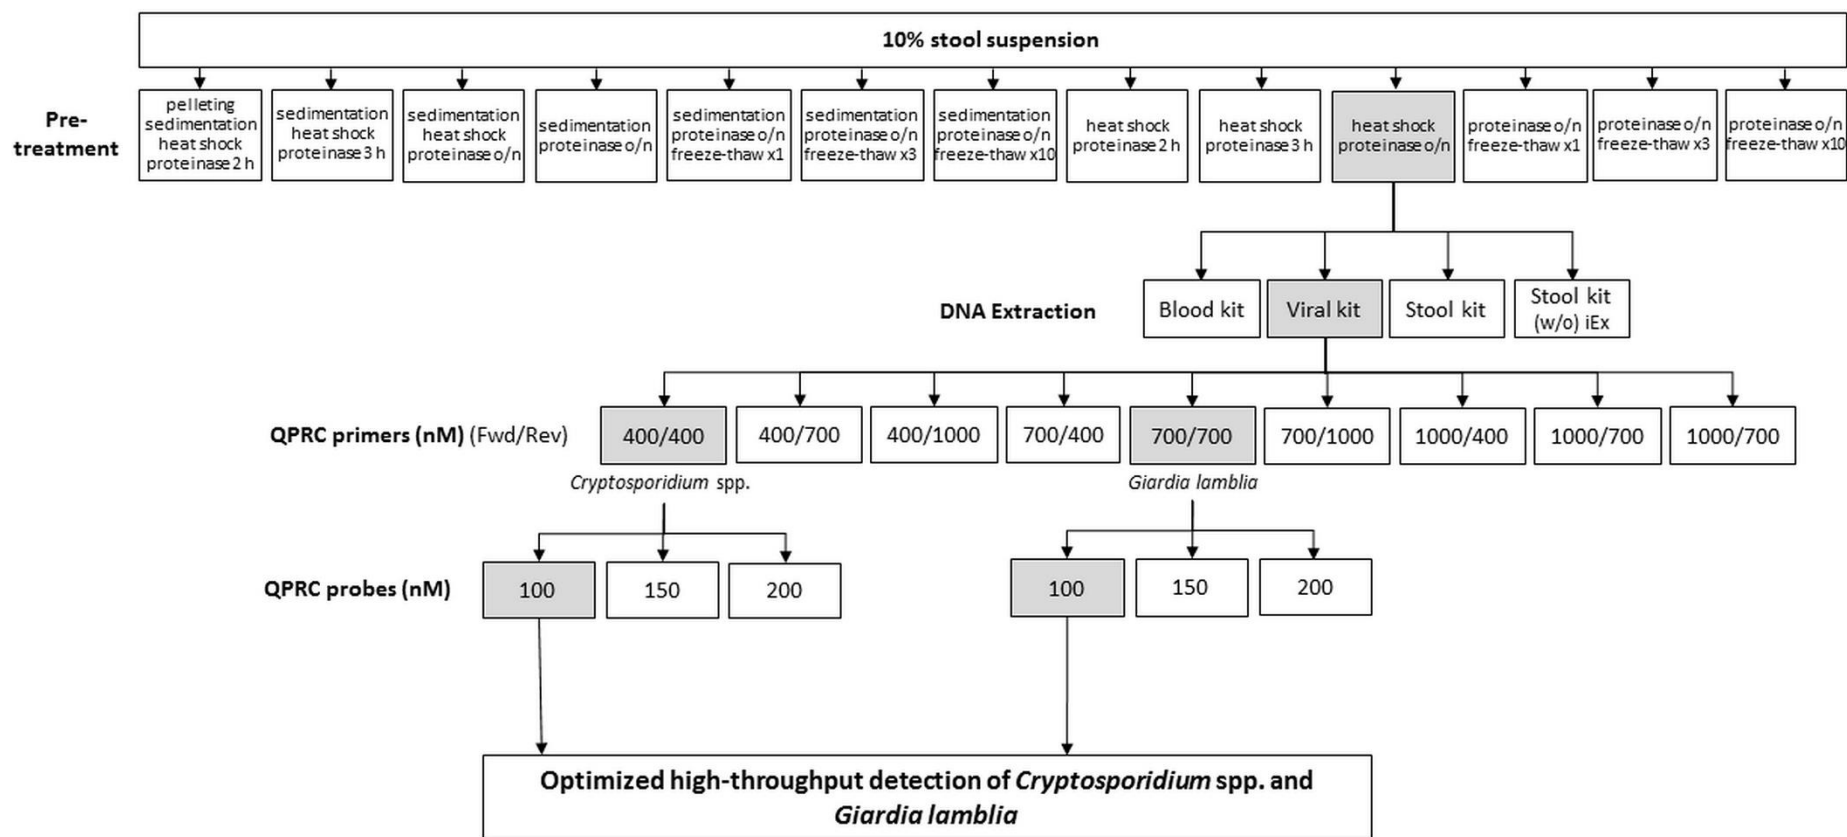 10% stool suspension
Pre-
treatment
pelleting
sedimentation
heat shock
proteinase 2 h
sedimentation
heat shock
proteinase 3 h
sedimentation
heat shock
proteinase o/n
sedimentation
proteinase o/n
sedimentation
proteinase o/n
freeze-thaw x1
sedimentation
proteinase o/n
freeze-thaw x3
sedimentation
proteinase o/n
freeze-thaw x10
heat shock
proteinase 2 h
heat shock
proteinase 3 h
heat shock
proteinase o/n
proteinase o/n
freeze-thaw x1
proteinase o/n
freeze-thaw x3
proteinase o/n
freeze-thaw x10
DNA Extraction
Blood kit
Viral kit
Stool kit
Stool kit
(w/o) iEx
QPRC primers (nM) (Fwd/Rev)
400/400
400/700
400/1000
700/400
700/700
700/1000
1000/400
1000/700
1000/700
Cryptosporidium spp.
Giardia lamblia
QPRC probes (nM)
100
150
200
100
150
200
Optimized high-throughput detection of Cryptosporidium spp. and
Giardia lamblia